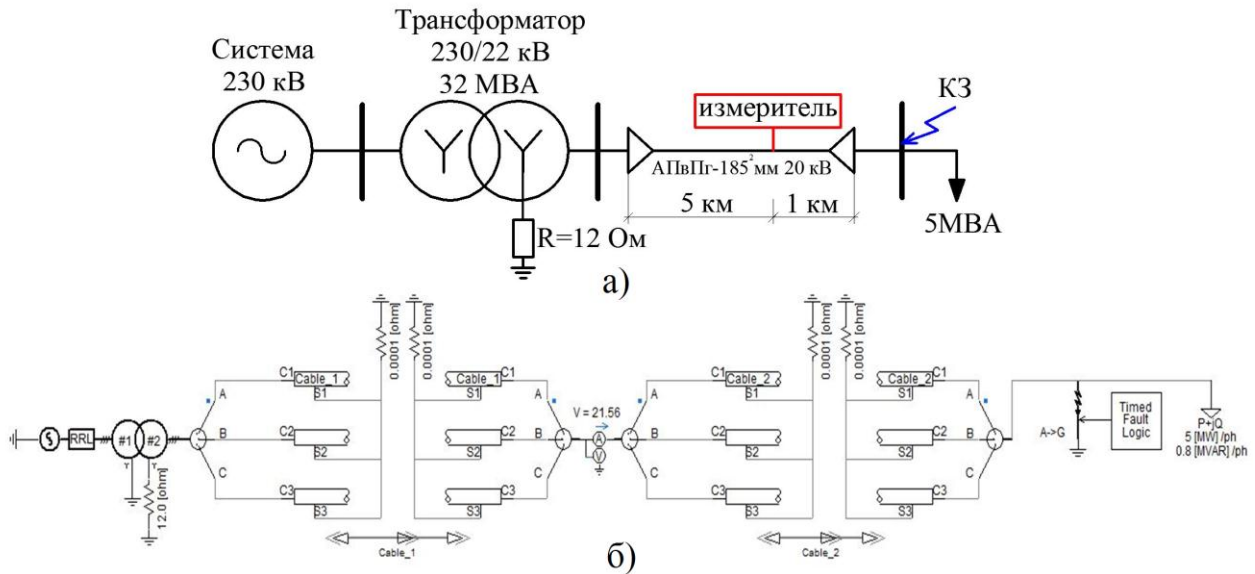 Трансформатор
230/22 кВ
32 МВА
Система
230 кВ
измеритель
КЗ
АПвПг-185²мм 20 кВ
5 км
1 км
5МВА
R=12 Ом
а)
0.0001 [ohm]
0.0001 [ohm]
0.0001 [ohm]
0.0001 [ohm]
C1
Cable_1
S1
Cable_1
C1
S1
C1
Cable_2
S1
Cable_2
C1
S1
A
A
A
A
V = 21.56
A
V
RRL
#1
#2
B
C2
S2
C2
S2
B
B
C2
S2
C2
S2
B
A->G
Timed
Fault
Logic
P+jQ
5 [MW] /ph
0.8 [MVAR] /ph
12.0 [ohm]
C
C3
S3
C3
S3
C
C
C3
S3
C3
S3
C
Cable_1
Cable_2
б)